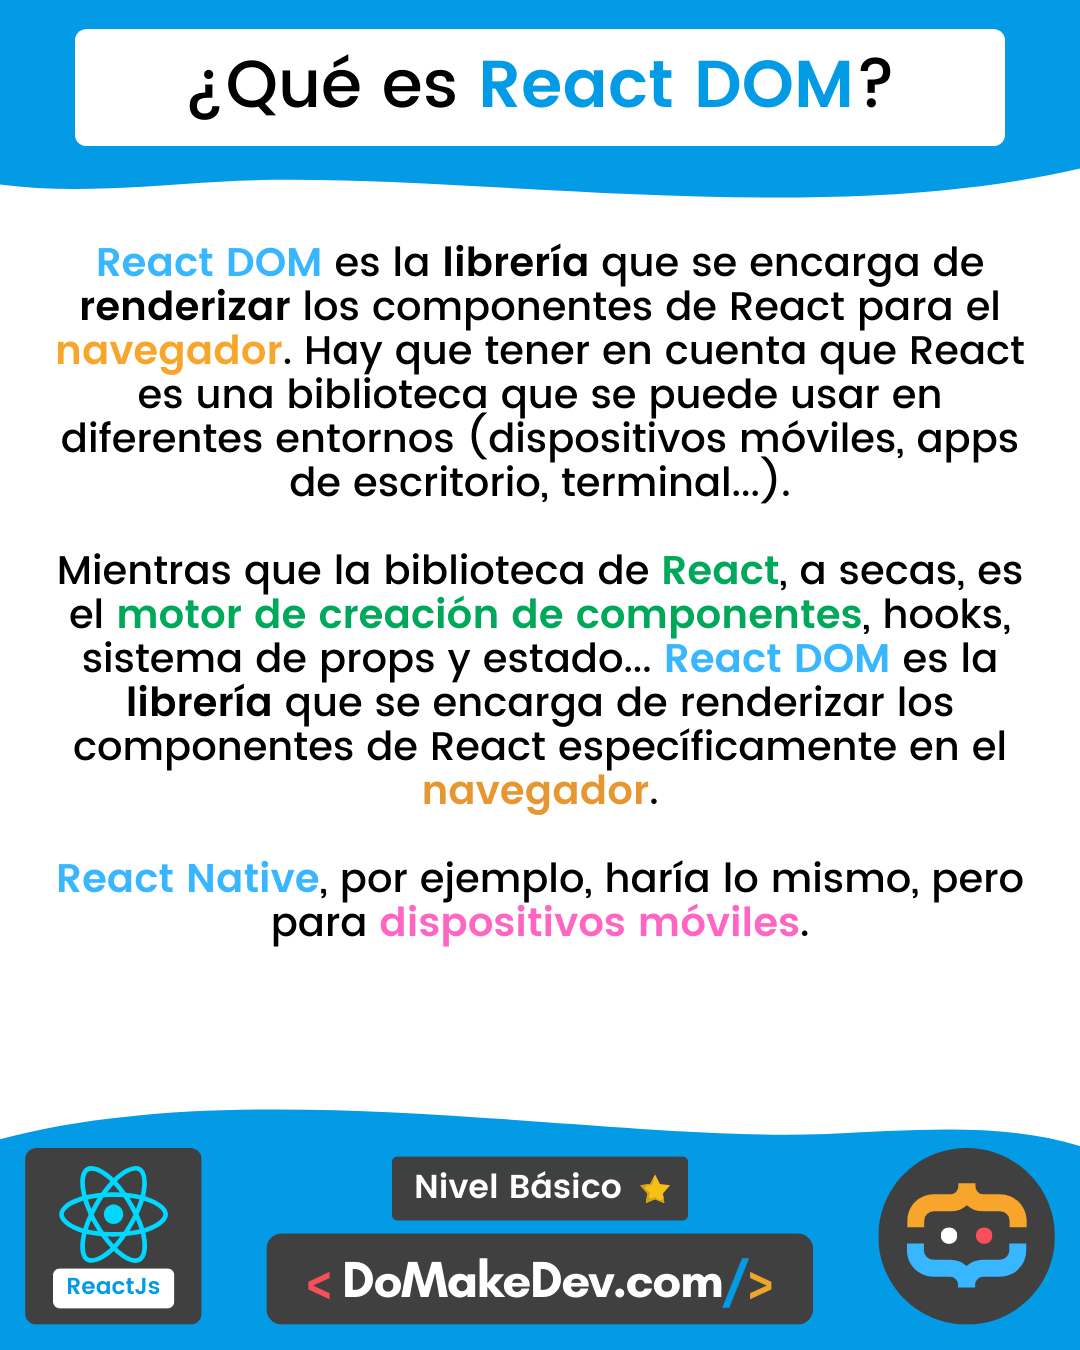 ¿Qué es React DOM?
React DOM es la librería que se encarga de
renderizar los componentes de React para el
navegador. Hay que tener en cuenta que React
es una biblioteca que se puede usar en
diferentes entornos (dispositivos móviles, apps
de escritorio, terminal...).
Mientras que la biblioteca de React, a secas, es
el motor de creación de componentes, hooks,
sistema de props y estado... React DOM es la
librería que se encarga de renderizar los
componentes de React específicamente en el
navegador.
React Native, por ejemplo, haría lo mismo, pero
para dispositivos móviles.
Nivel Básico
ReactJs
< DoMakeDev.com/>